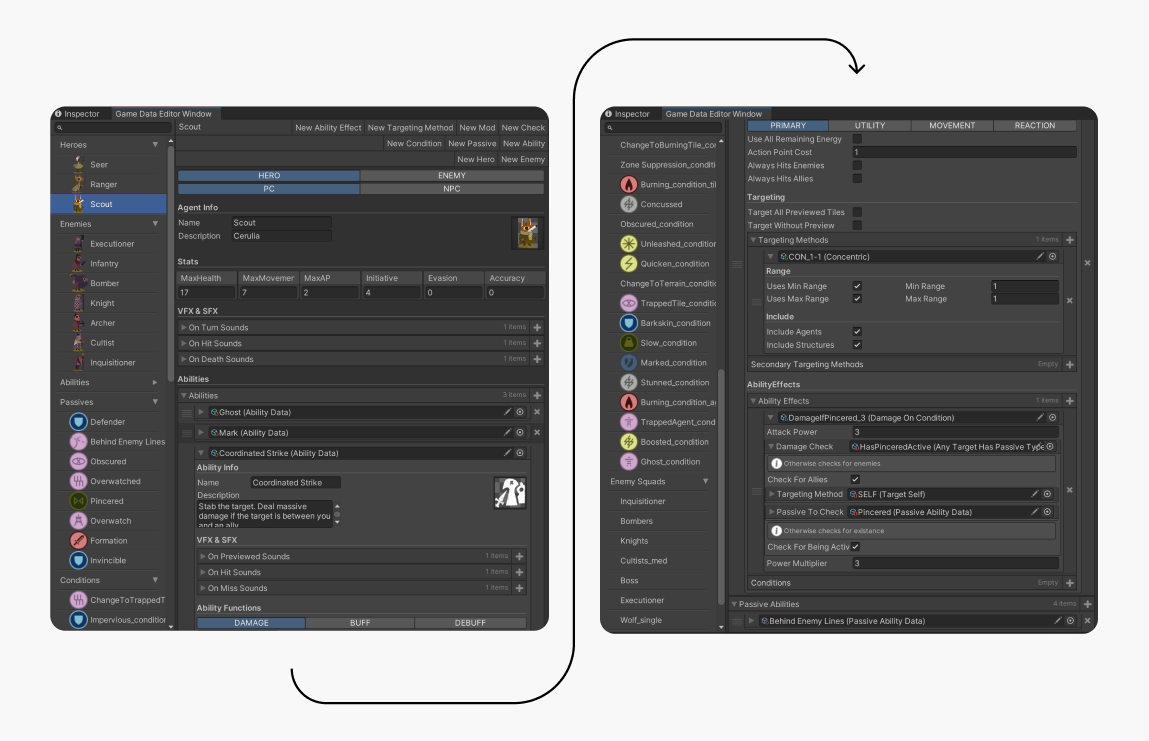 Inspector
Game Data Editor Window
Heroes
Seer
Ranger
Scout
Enemies
Executioner
Infantry
Bomber
Knight
Archer
Cultist
Inquisitioner
Abilities
Passives
Defender
Behind Enemy Lines
Obscured
Overwatched
Pincered
Overwatch
Formation
Invincible
Conditions
ChangeToTrappedT
Impervious_condition
Scout
New Ability Effect New Targeting Method New Mod New Check
New Condition New Passive New Ability
New Hero New Enemy
HERO ENEMY
PC NPC
Agent Info
Name Scout
Description Cerulia
Stats
MaxHealth MaxMovemer MaxAP Initiative Evasion Accuracy
17 7 2 4 0 0
VFX & SFX
On Turn Sounds 1 items
On Hit Sounds 1 items
On Death Sounds 1 items
Abilities
Abilities 3 items
Ghost (Ability Data)
Mark (Ability Data)
Coordinated Strike (Ability Data)
Ability Info
Name Coordinated Strike
Description
Stab the target. Deal massive
damage if the target is between you
and an ally
VFX & SFX
On Previewed Sounds 1 items
On Hit Sounds 1 items
On Miss Sounds 1 items
Ability Functions
DAMAGE BUFF DEBUFF
Inspector
Game Data Editor Window
ChangeToBurningTile_cor
Zone Suppression_conditi
Burning_condition_til
Concussed
Obscured_condition
Unleashed_condition
Quicken_condition
ChangeToTerrain_conditic
TrappedTile_conditic
Barkskin_condition
Slow_condition
Marked_condition
Stunned_condition
Burning_condition_a
TrappedAgent_cond
Boosted_condition
Ghost_condition
Enemy Squads
Inquisitioner
Bombers
Knights
Cultists_med
Boss
Executioner
Wolf_single
PRIMARY UTILITY MOVEMENT REACTION
Use All Remaining Energy
Action Point Cost 1
Always Hits Enemies
Always Hits Allies
Targeting
Target All Previewed Tiles
Target Without Preview
Targeting Methods 1 items
CON_1-1 (Concentric)
Range
Uses Min Range Min Range 1
Uses Max Range Max Range 1
Include
Include Agents
Include Structures
Secondary Targeting Methods Empty
AbilityEffects
Ability Effects 1 items
DamageIfPincered_3 (Damage On Condition)
Attack Power 3
Damage Check HasPinceredActive (Any Target Has Passive Type
Otherwise checks for enemies
Check For Allies
Targeting Method SELF (Target Self)
Passive To Check Pincered (Passive Ability Data)
Otherwise checks for existance
Check For Being Activ
Power Multiplier 3
Conditions Empty
Passive Abilities 4 items
Behind Enemy Lines (Passive Ability Data)